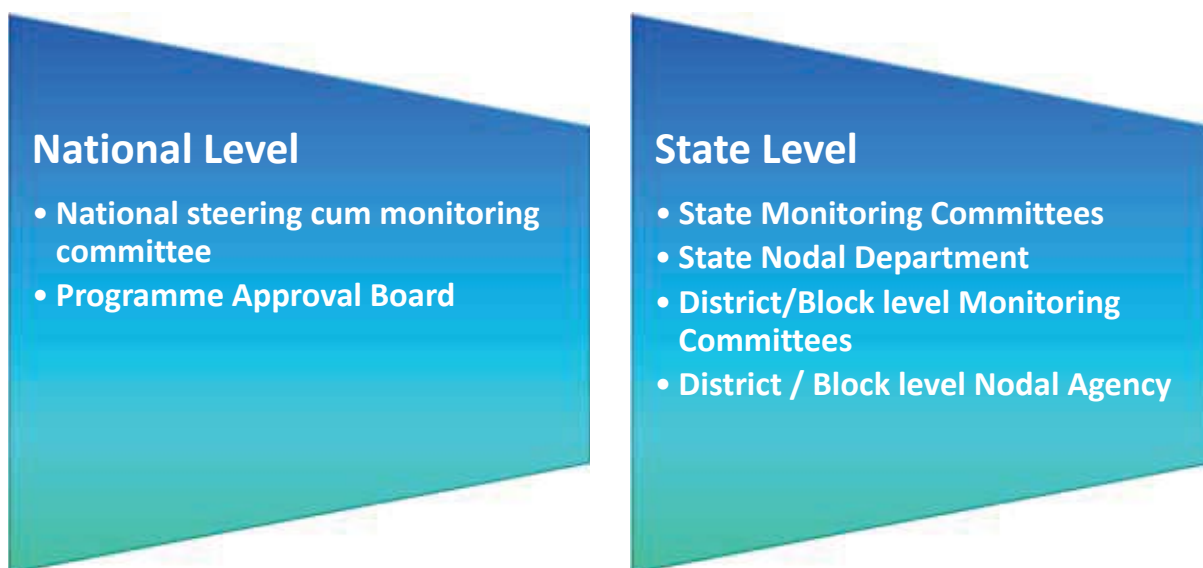 National Level
• National steering cum monitoring
committee
• Programme Approval Board
State Level
• State Monitoring Committees
• State Nodal Department
• District/Block level Monitoring
Committees
• District / Block level Nodal Agency